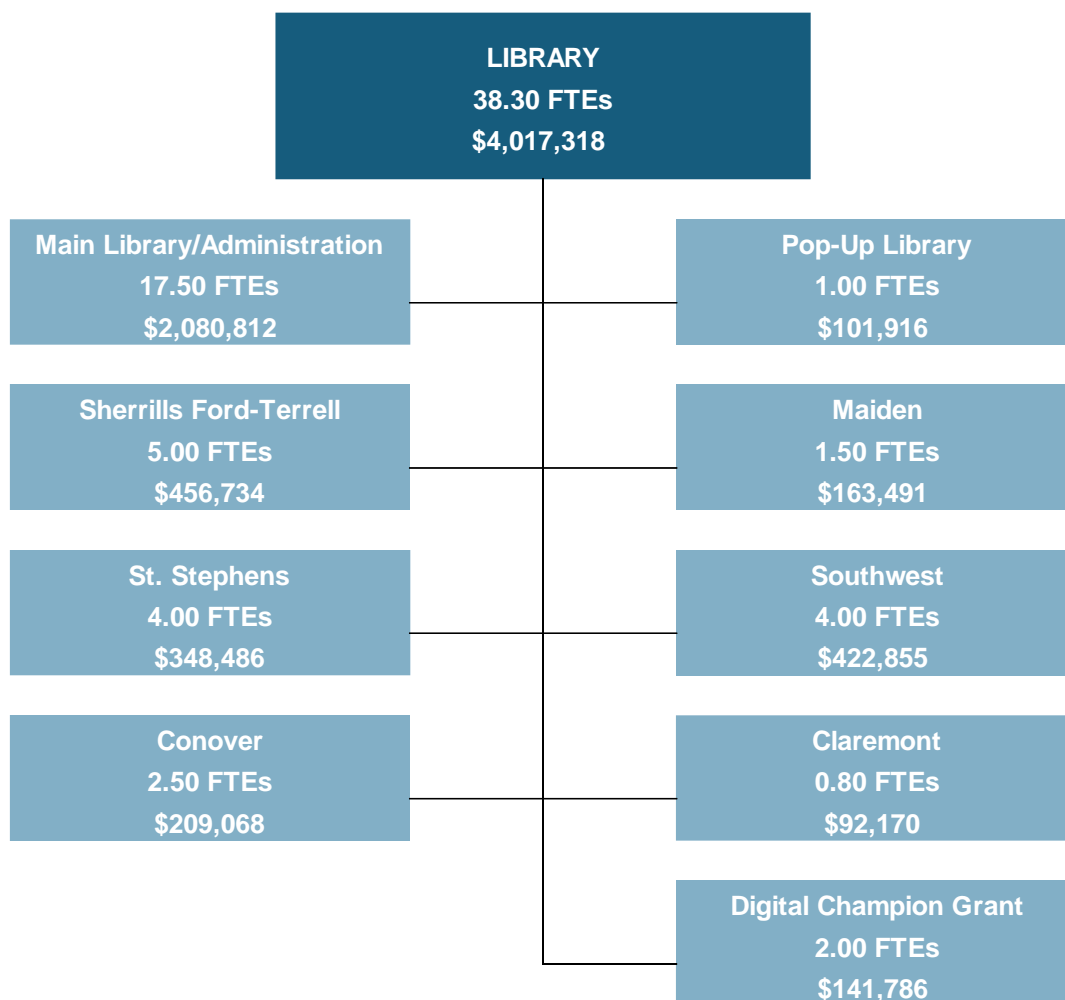 LIBRARY
38.30 FTEs
$4,017,318
Main Library/Administration
17.50 FTEs
$2,080,812
Pop-Up Library
1.00 FTEs
$101,916
Sherrills Ford-Terrell
5.00 FTEs
$456,734
Maiden
1.50 FTEs
$163,491
St. Stephens
4.00 FTEs
$348,486
Southwest
4.00 FTEs
$422,855
Conover
2.50 FTEs
$209,068
Claremont
0.80 FTEs
$92,170
Digital Champion Grant
2.00 FTEs
$141,786